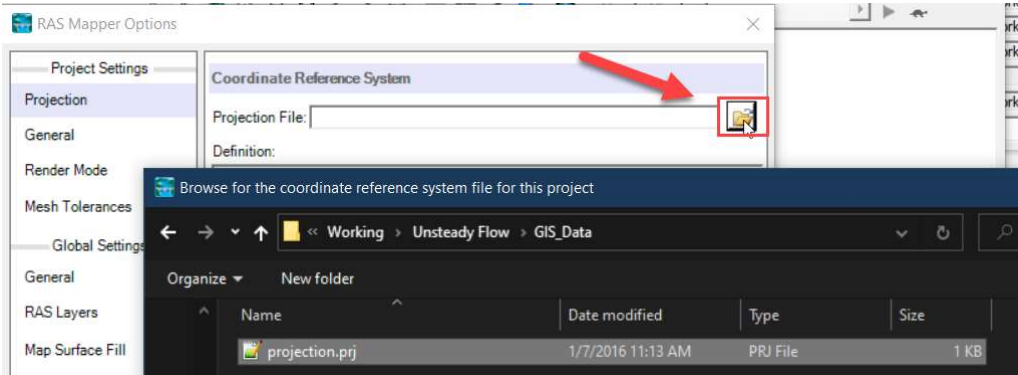 RAS Mapper Options
Project Settings
Projection
General
Render Mode
Mesh Tolerances
Global Settings
General
RAS Layers
Map Surface Fill
Coordinate Reference System
Projection File:
Definition:
Browse for the coordinate reference system file for this project
« Working > Unsteady Flow > GIS_Data
Organize New folder
Name Date modified Type Size
projection.prj 1/7/2016 11:13 AM PRJ File 1 KB